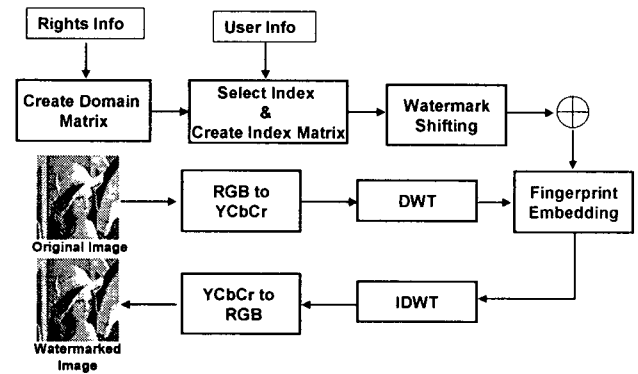 Rights Info
User Info
Create Domain
Matrix
Select Index
&
Create Index Matrix
Watermark
Shifting
RGB to
YCbCr
DWT
Fingerprint
Embedding
Original Image
YCbCr to
RGB
IDWT
Watermarked
Image